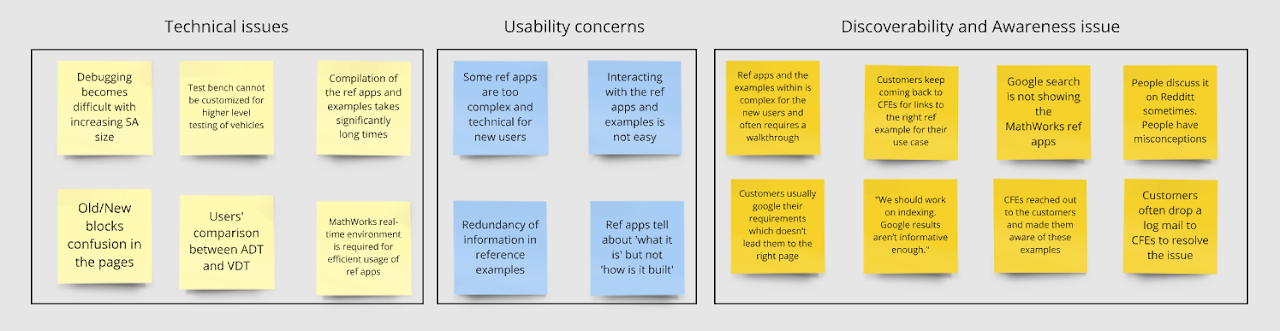 Technical issues
Debugging
becomes
difficult with
increasing SA
size
Test bench cannot
be customized for
higher level
testing of vehicles
Compilation of
the ref apps and
examples takes
significantly
long times
Old/New
blocks
confusion in
the pages
Users'
comparison
between ADT
and VDT
MathWorks real-
time environment
is required for
efficient usage of
ref apps
Usability concerns
Some ref apps
are too
complex and
technical for
new users
Interacting
with the ref
apps and
examples is
not easy
Redundancy of
information in
reference
examples
Ref apps tell
about 'what it
is' but not
'how is it built'
Discoverability and Awareness issue
Ref apps and the
examples within is
complex for the
new users and
often requires a
walkthrough
Customers keep
coming back to
CFEs for links to
the right ref
example for their
use case
Google search
is not showing
the
MathWorks ref
apps
People discuss it
on Redditt
sometimes.
People have
misconceptions
Customers usually
google their
requirements
which doesn't
lead them to the
right page
"We should work
on indexing.
Google results
aren't informative
enough."
CFEs reached out
to the customers
and made them
aware of these
examples
Customers
often drop a
log mail to
CFEs to resolve
the issue